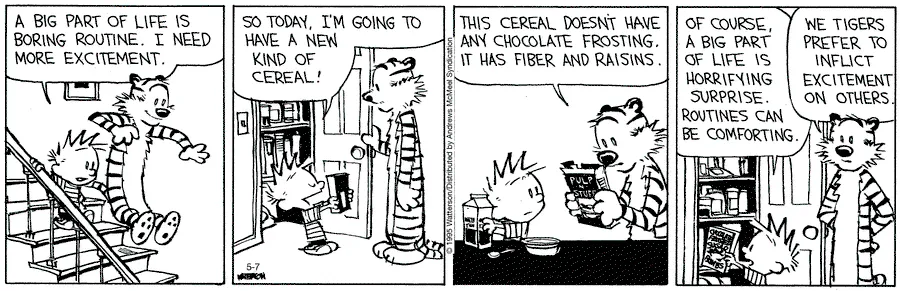 A BIG PART OF LIFE IS
BORING ROUTINE. I NEED
MORE EXCITEMENT.
SO TODAY, I'M GOING TO
HAVE A NEW
KIND OF
CEREAL!
5-7
WATTERSON
© 1995 Watterson/Distributed by Andrews McMeel Syndication
THIS CEREAL DOESN'T HAVE
ANY CHOCOLATE FROSTING.
IT HAS FIBER AND RAISINS.
PULP
STUFF
OF COURSE,
A BIG PART
OF LIFE IS
HORRIFYING
SURPRISE.
ROUTINES CAN
BE COMFORTING.
WE TIGERS
PREFER TO
INFLICT
EXCITEMENT
ON OTHERS.
BOMBS